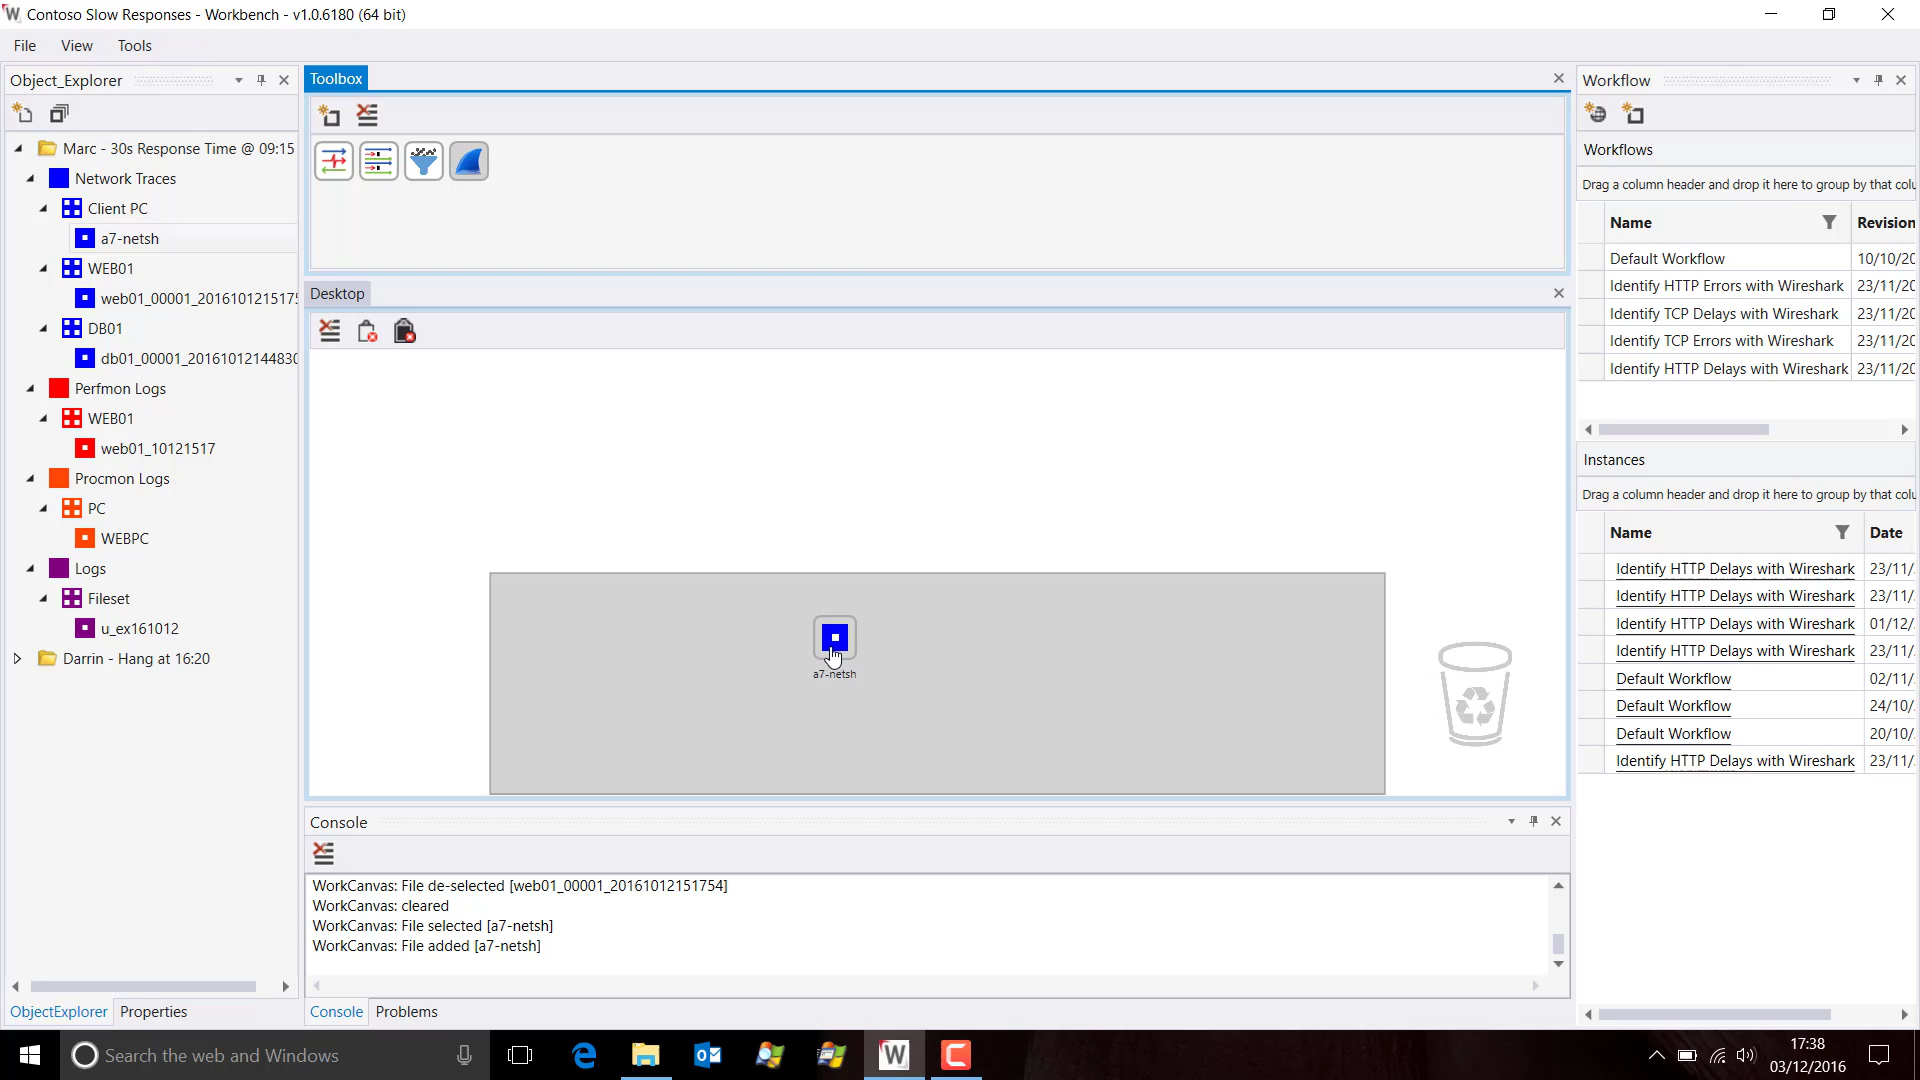 Contoso Slow Responses - Workbench - v1.0.6180 (64 bit)
File View Tools
Object_Explorer
Marc - 30s Response Time @ 09:15
Network Traces
Client PC
a7-netsh
WEB01
web01_00001_2016101215175
DB01
db01_00001_20161012144830
Perfmon Logs
WEB01
web01_10121517
Procmon Logs
PC
WEBPC
Logs
Fileset
u_ex161012
Darrin - Hang at 16:20
ObjectExplorer Properties
Toolbox
Desktop
a7-netsh
Console
WorkCanvas: File de-selected [web01_00001_20161012151754]
WorkCanvas: cleared
WorkCanvas: File selected [a7-netsh]
WorkCanvas: File added [a7-netsh]
Console Problems
Workflow
Workflows
Drag a column header and drop it here to group by that colu
Name Revision
Default Workflow 10/10/20
Identify HTTP Errors with Wireshark 23/11/20
Identify TCP Delays with Wireshark 23/11/20
Identify TCP Errors with Wireshark 23/11/20
Identify HTTP Delays with Wireshark 23/11/20
Instances
Drag a column header and drop it here to group by that colu
Name Date
Identify HTTP Delays with Wireshark 23/11/
Identify HTTP Delays with Wireshark 23/11/
Identify HTTP Delays with Wireshark 01/12/
Identify HTTP Delays with Wireshark 23/11/
Default Workflow 02/11/
Default Workflow 24/10/
Default Workflow 20/10/
Identify HTTP Delays with Wireshark 23/11/
Search the web and Windows
17:38
03/12/2016